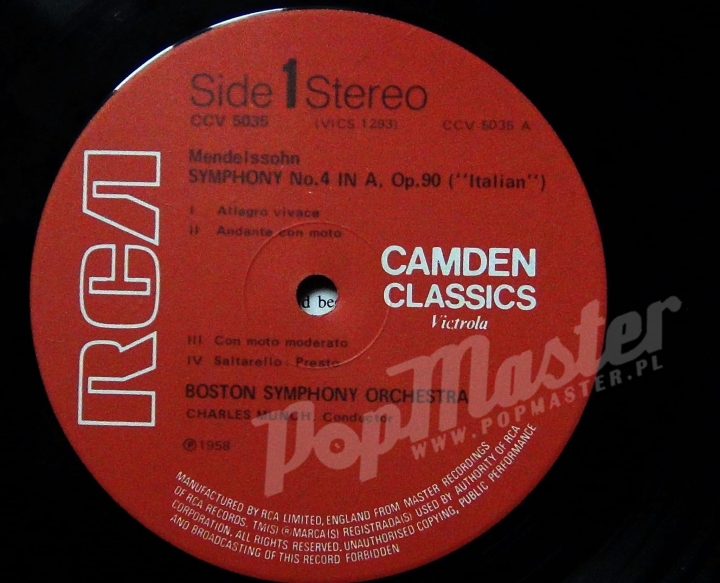 RCA
Side 1 Stereo
CCV 5035 (VICS 1293) CCV 5035 A
Mendelssohn
SYMPHONY No.4 IN A, Op.90 ("Italian")
I Allegro vivace
II Andante con moto
CAMDEN
CLASSICS
Victrola
d be
III Con moto moderato
IV Saltarello: Presto
BOSTON SYMPHONY ORCHESTRA
CHARLES MUNCH, Conductor
℗ 1958
MANUFACTURED BY RCA LIMITED, ENGLAND FROM MASTER RECORDINGS
OF RCA RECORDS. TM(S) ® MARCA(S) REGISTRADA(S) USED BY AUTHORITY OF RCA
CORPORATION. ALL RIGHTS RESERVED. UNAUTHORISED COPYING, PUBLIC PERFORMANCE
AND BROADCASTING OF THIS RECORD FORBIDDEN
PopMaster
WWW.POPMASTER.PL